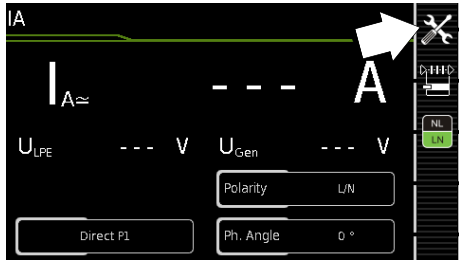 IA
I A≃ - - - A
NL
LN
U LPE - - - V U Gen - - - V
Polarity L/N
Direct P1
Ph. Angle 0 °